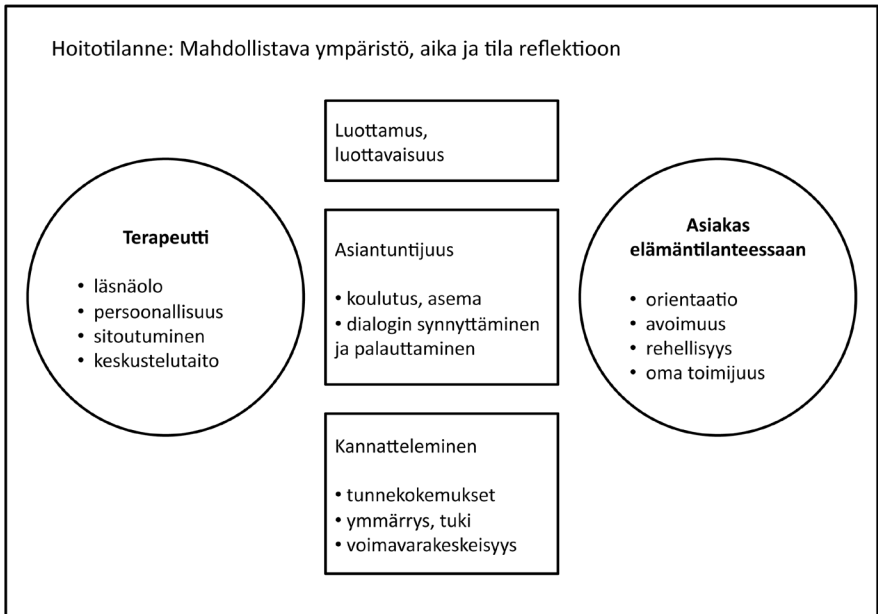 Hoitotilanne: Mahdollistava ympäristö, aika ja tila reflektioon
Terapeutti
• läsnäolo
• persoonallisuus
• sitoutuminen
• keskustelutaito
Luottamus,
luottavaisuus
Asiantuntijuus
• koulutus, asema
• dialogin synnyttäminen
ja palauttaminen
Kannatteleminen
• tunnekokemukset
• ymmärrys, tuki
• voimavarakeskeisyys
Asiakas
elämäntilanteessaan
• orientaatio
• avoimuus
• rehellisyys
• oma toimijuus